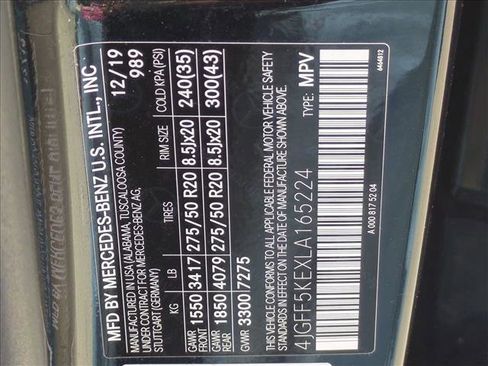 MFD BY MERCEDES-BENZ U.S. INTL., INC 12/19
MANUFACTURED IN USA (ALABAMA, TUSCALOOSA COUNTY) 989
UNDER CONTRACT FOR MERCEDES-BENZ AG,
STUTTGART (GERMANY)
KG LB TIRES RIM SIZE COLD KPA (PSI)
GAWR FRONT 1550 3417 275/50 R20 8.5Jx20 240(35)
GAWR REAR 1850 4079 275/50 R20 8.5Jx20 300(43)
GVWR 3300 7275
CONFORMS TO ALL APPLICABLE FEDERAL MOTOR VEHICLE SAFETY
STANDARDS IN EFFECT ON THE DATE OF MANUFACTURE SHOWN ABOVE.
4JGFF5KEXLA165224 TYPE: MPV
A 000 817 52 04